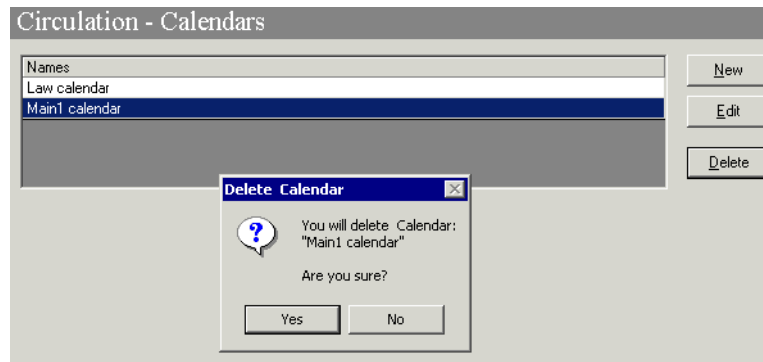 Circulation - Calendars
Names
Law calendar
Main1 calendar
New
Edit
Delete
Delete Calendar
You will delete Calendar:
"Main1 calendar"
Are you sure?
Yes No